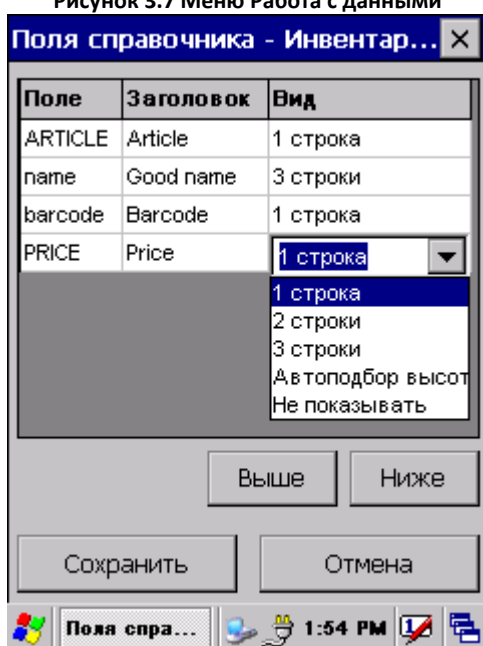 Рисунок 3.7 Меню Работа с данными
Поля справочника - Инвентар...
Поле Заголовок Вид
ARTICLE Article 1 строка
name Good name 3 строки
barcode Barcode 1 строка
PRICE Price 1 строка
1 строка
2 строки
3 строки
Автоподбор высот
Не показывать
Выше Ниже
Сохранить Отмена
Поля спра... 1:54 PM